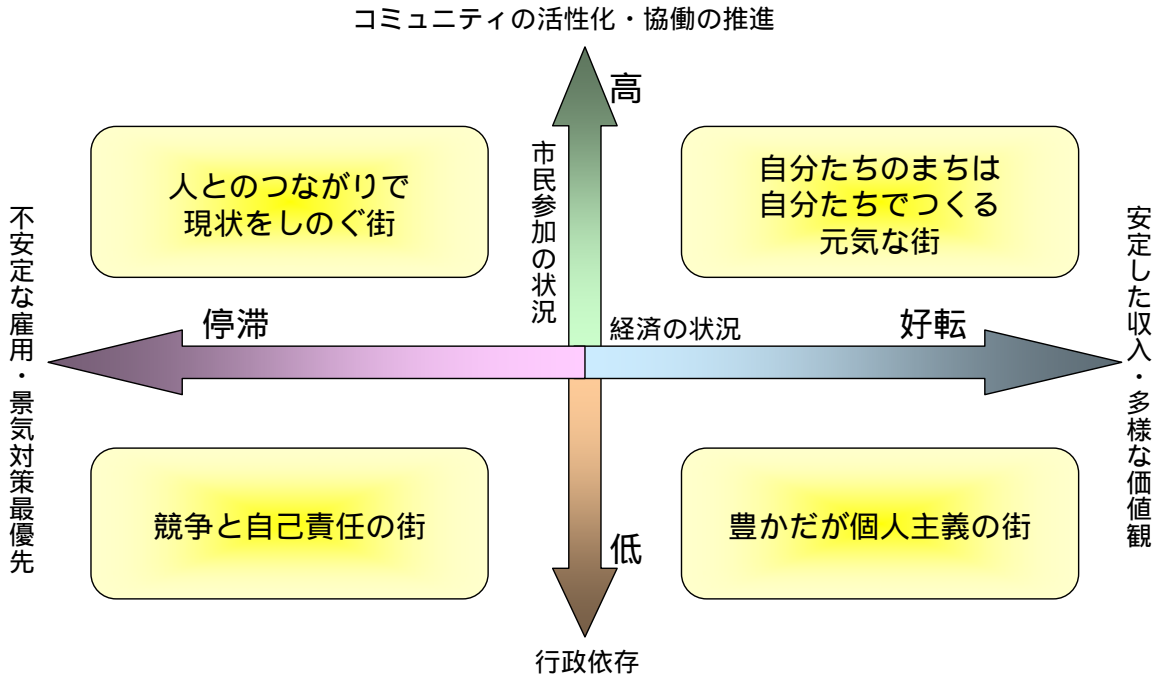 コミュニティの活性化・協働の推進
高
市民参加の状況
人とのつながりで
現状をしのぐ街
自分たちのまちは
自分たちでつくる
元気な街
不安定な雇用・景気対策最優先
停滞
経済の状況
好転
安定した収入・多様な価値観
競争と自己責任の街
豊かだが個人主義の街
低
行政依存